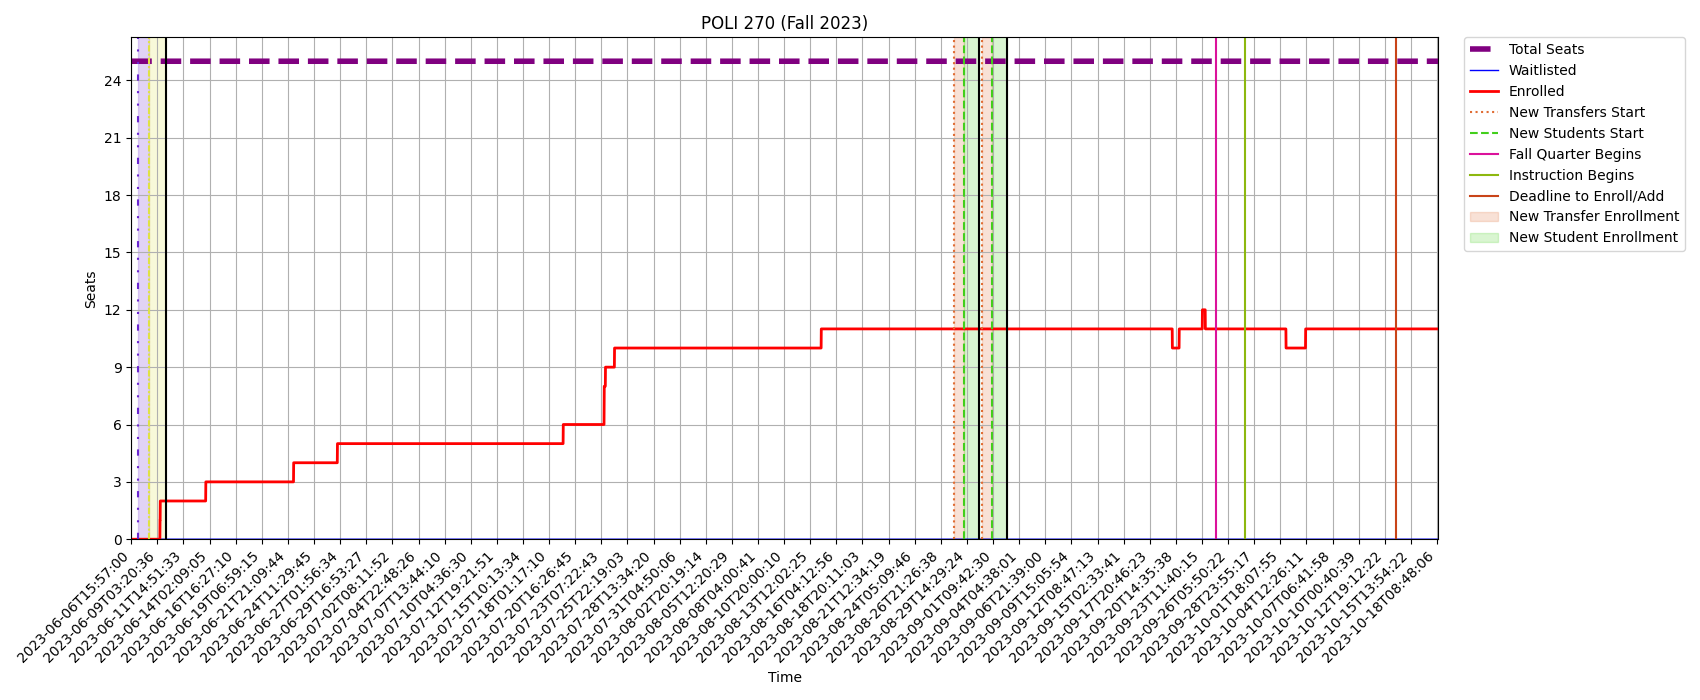 POLI 270 (Fall 2023)
Total Seats
Waitlisted
Enrolled
New Transfers Start
New Students Start
Fall Quarter Begins
Instruction Begins
Deadline to Enroll/Add
New Transfer Enrollment
New Student Enrollment
Seats
24
21
18
15
12
9
6
3
0
2023-06-06T15:57:00
2023-06-09T03:20:36
2023-06-11T14:51:33
2023-06-14T02:09:05
2023-06-16T16:27:10
2023-06-19T06:59:15
2023-06-21T21:09:44
2023-06-24T11:29:45
2023-06-27T01:56:34
2023-06-29T16:53:27
2023-07-02T08:11:52
2023-07-04T22:48:26
2023-07-07T13:44:10
2023-07-10T04:36:30
2023-07-12T19:21:51
2023-07-15T10:13:34
2023-07-18T01:17:10
2023-07-20T16:26:45
2023-07-23T07:22:43
2023-07-25T22:19:03
2023-07-28T13:34:20
2023-07-31T04:50:06
2023-08-02T20:19:14
2023-08-05T12:20:29
2023-08-08T04:00:41
2023-08-10T20:00:10
2023-08-13T12:02:25
2023-08-16T04:12:56
2023-08-18T20:11:03
2023-08-21T12:34:19
2023-08-24T05:09:46
2023-08-26T21:26:38
2023-08-29T14:29:24
2023-09-01T09:42:30
2023-09-04T04:38:01
2023-09-06T21:39:00
2023-09-09T15:05:54
2023-09-12T08:47:13
2023-09-15T02:33:41
2023-09-17T20:46:23
2023-09-20T14:35:38
2023-09-23T11:40:15
2023-09-26T05:50:22
2023-09-28T23:55:17
2023-10-01T18:07:55
2023-10-04T12:26:11
2023-10-07T06:41:58
2023-10-10T00:40:39
2023-10-12T19:12:22
2023-10-15T13:54:22
2023-10-18T08:48:06
Time